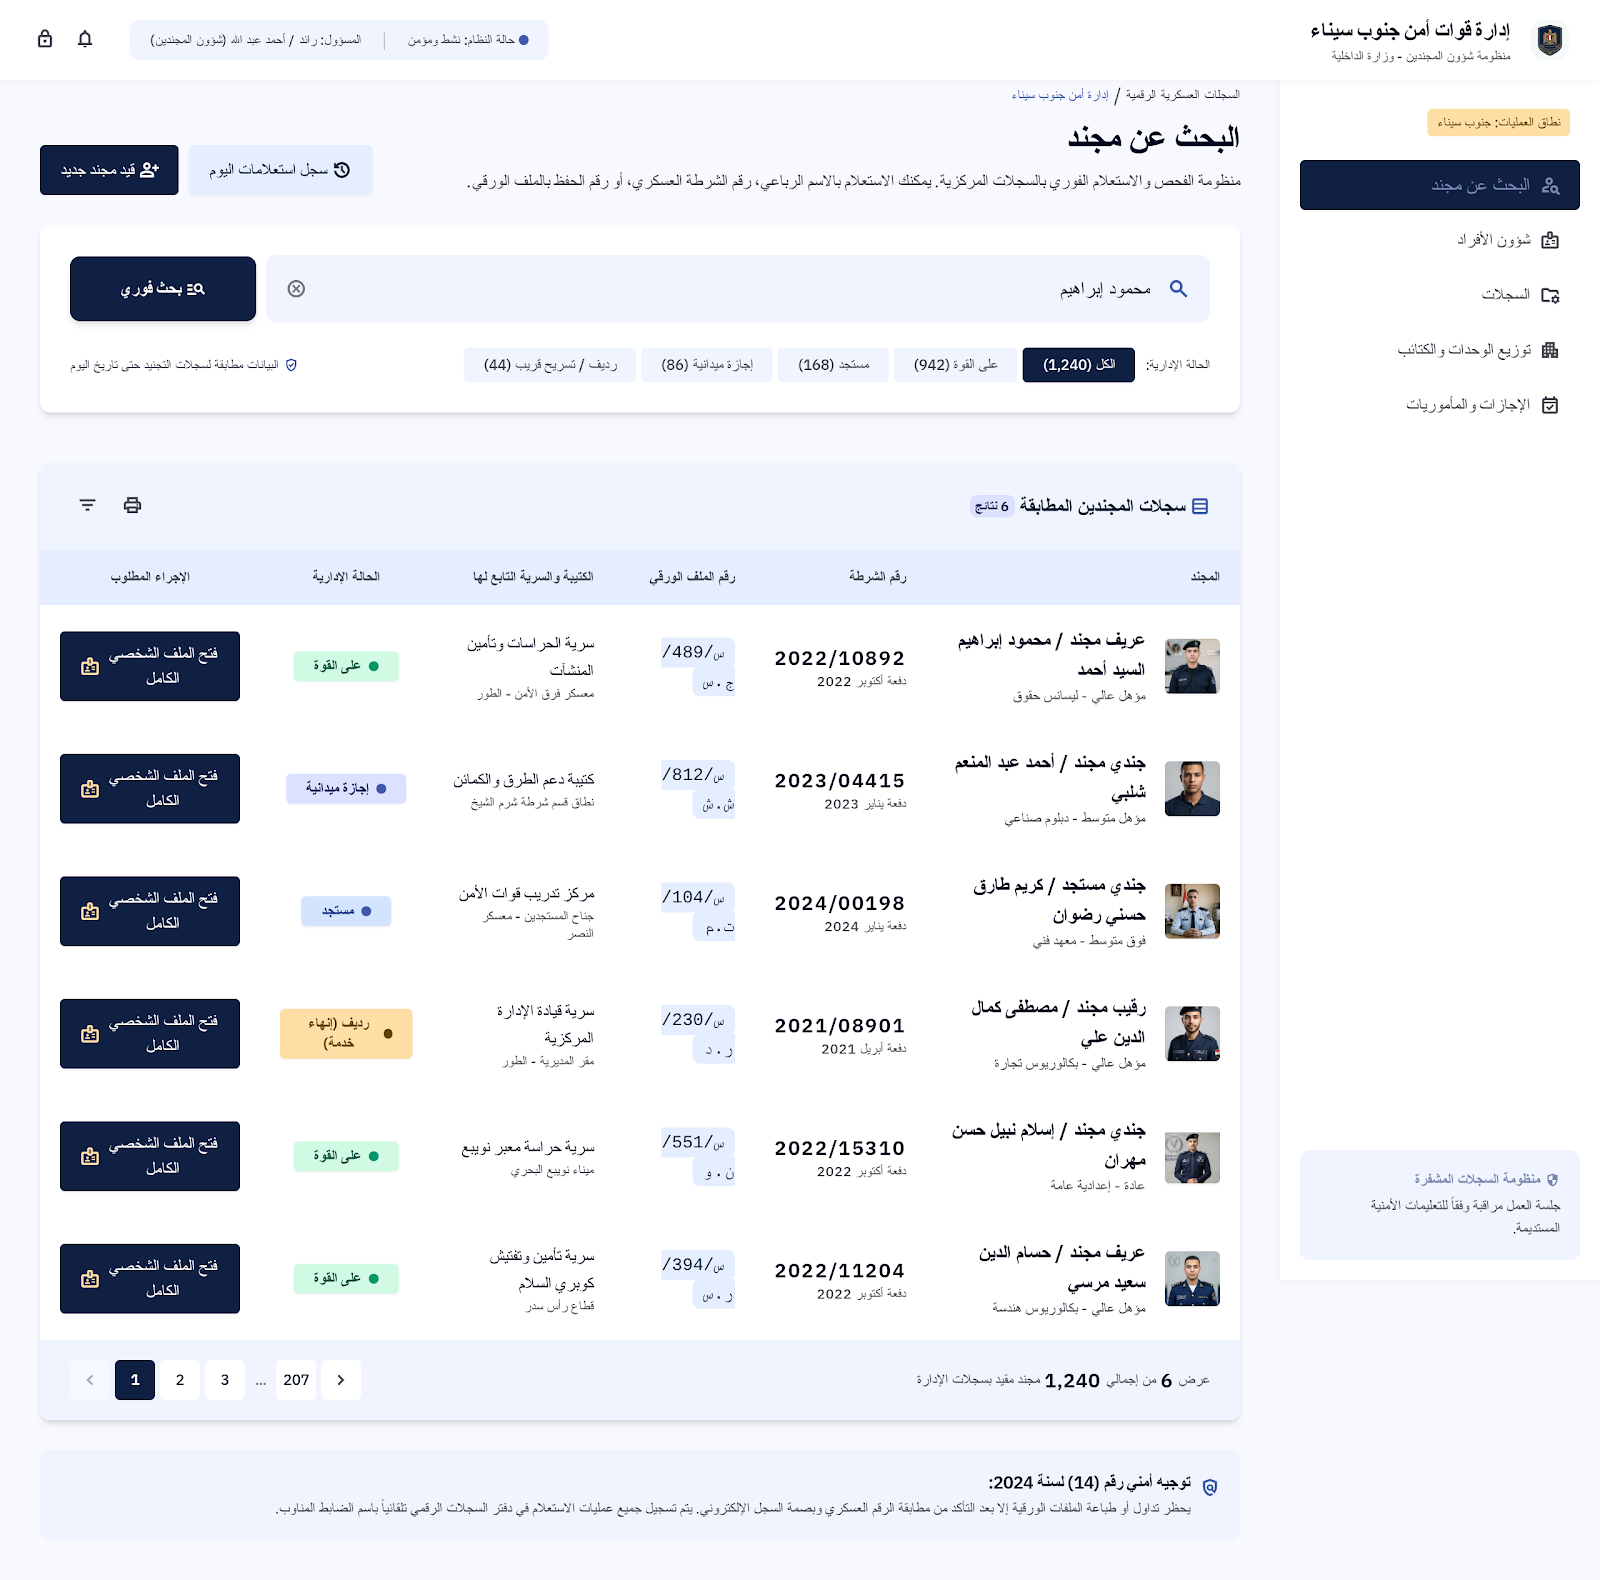 إدارة قوات أمن جنوب سيناء
منظومة شؤون المجندين - وزارة الداخلية
حالة النظام: نشط ومؤمن
المسؤول: رائد / أحمد عبد الله (شؤون المجندين)
نطاق العمليات: جنوب سيناء
البحث عن مجند
شؤون الأفراد
السجلات
توزيع الوحدات والكتائب
الإجازات والمأموريات
منظومة السجلات المشفرة
جلسة العمل مراقبة وفقاً للتعليمات الأمنية
المستديمة.
السجلات العسكرية الرقمية / إدارة أمن جنوب سيناء
البحث عن مجند
منظومة الفحص والاستعلام الفوري بالسجلات المركزية. يمكنك الاستعلام بالاسم الرباعي، رقم الشرطة العسكري، أو رقم الحفظ بالملف الورقي.
سجل استعلامات اليوم
قيد مجند جديد
محمود إبراهيم
بحث فوري
الحالة الإدارية:
الكل (1,240)
على القوة (942)
مستجد (168)
إجازة ميدانية (86)
رديف / تسريح قريب (44)
البيانات مطابقة لسجلات التجنيد حتى تاريخ اليوم
سجلات المجندين المطابقة
6 نتائج
المجند
رقم الشرطة
رقم الملف الورقي
الكتيبة والسرية التابع لها
الحالة الإدارية
الإجراء المطلوب
عريف مجند / محمود إبراهيم
السيد أحمد
مؤهل عالي - ليسانس حقوق
2022/10892
دفعة أكتوبر 2022
س/489/
ج.س
سرية الحراسات وتأمين
المنشآت
معسكر فرق الأمن - الطور
على القوة
فتح الملف الشخصي
الكامل
جندي مجند / أحمد عبد المنعم
شلبي
مؤهل متوسط - دبلوم صناعي
2023/04415
دفعة يناير 2023
س/812/
ش.ش
كتيبة دعم الطرق والكمائن
نطاق قسم شرطة شرم الشيخ
إجازة ميدانية
فتح الملف الشخصي
الكامل
جندي مستجد / كريم طارق
حسني رضوان
فوق متوسط - معهد فني
2024/00198
دفعة يناير 2024
س/104/
ت.م
مركز تدريب قوات الأمن
جناح المستجدين - معسكر
النصر
مستجد
فتح الملف الشخصي
الكامل
رقيب مجند / مصطفى كمال
الدين علي
مؤهل عالي - بكالوريوس تجارة
2021/08901
دفعة أبريل 2021
س/230/
ر.د
سرية قيادة الإدارة
المركزية
مقر المديرية - الطور
رديف (إنهاء
خدمة)
فتح الملف الشخصي
الكامل
جندي مجند / إسلام نبيل حسن
مهران
عادة - إعدادية عامة
2022/15310
دفعة أكتوبر 2022
س/551/
ن.و
سرية حراسة معبر نويبع
ميناء نويبع البحري
على القوة
فتح الملف الشخصي
الكامل
عريف مجند / حسام الدين
سعيد مرسي
مؤهل عالي - بكالوريوس هندسة
2022/11204
دفعة أكتوبر 2022
س/394/
ر.س
سرية تأمين وتفتيش
كوبري السلام
قطاع رأس سدر
على القوة
فتح الملف الشخصي
الكامل
عرض 6 من إجمالي 1,240 مجند مقيد بسجلات الإدارة
1 2 3 ... 207
توجيه أمني رقم (14) لسنة 2024:
يحظر تداول أو طباعة الملفات الورقية إلا بعد التأكد من مطابقة الرقم العسكري وبصمة السجل الإلكتروني. يتم تسجيل جميع عمليات الاستعلام في دفتر السجلات الرقمي تلقائياً باسم الضابط المناوب.